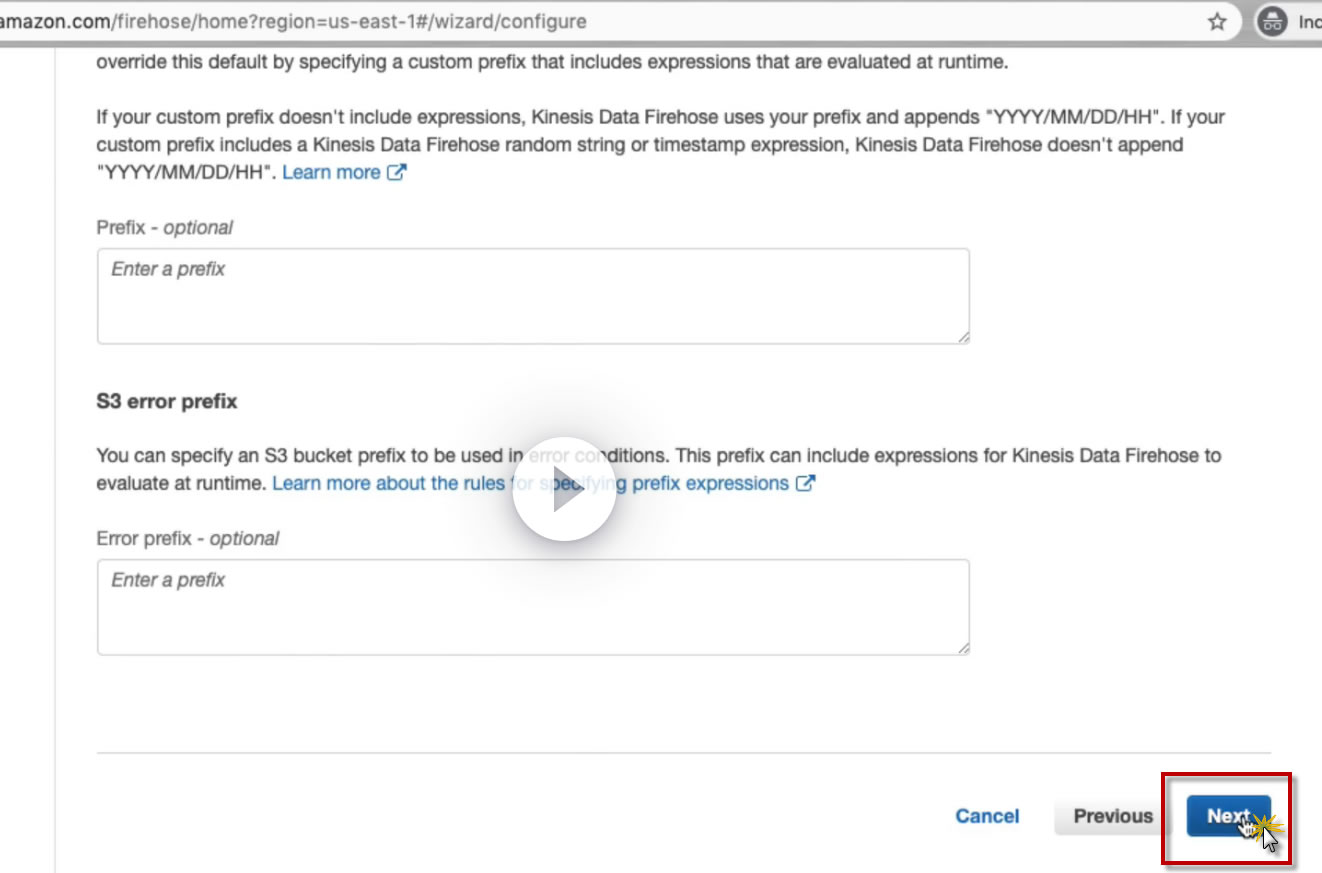 amazon.com/firehose/home?region=us-east-1#/wizard/configure
override this default by specifying a custom prefix that includes expressions that are evaluated at runtime.
If your custom prefix doesn't include expressions, Kinesis Data Firehose uses your prefix and appends "YYYY/MM/DD/HH". If your
custom prefix includes a Kinesis Data Firehose random string or timestamp expression, Kinesis Data Firehose doesn't append
"YYYY/MM/DD/HH". Learn more
Prefix - optional
Enter a prefix
S3 error prefix
You can specify an S3 bucket prefix to be used in error conditions. This prefix can include expressions for Kinesis Data Firehose to
evaluate at runtime. Learn more about the rules for specifying prefix expressions
Error prefix - optional
Enter a prefix
Cancel Previous Next